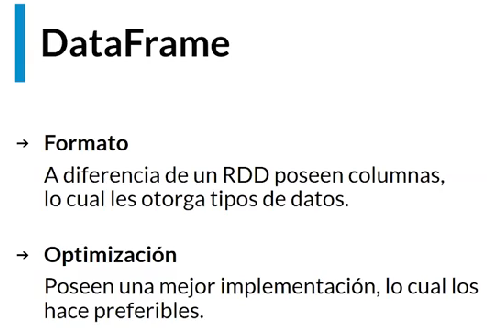 DataFrame
→ Formato
A diferencia de un RDD poseen columnas,
lo cual les otorga tipos de datos.
→ Optimización
Poseen una mejor implementación, lo cual los
hace preferibles.